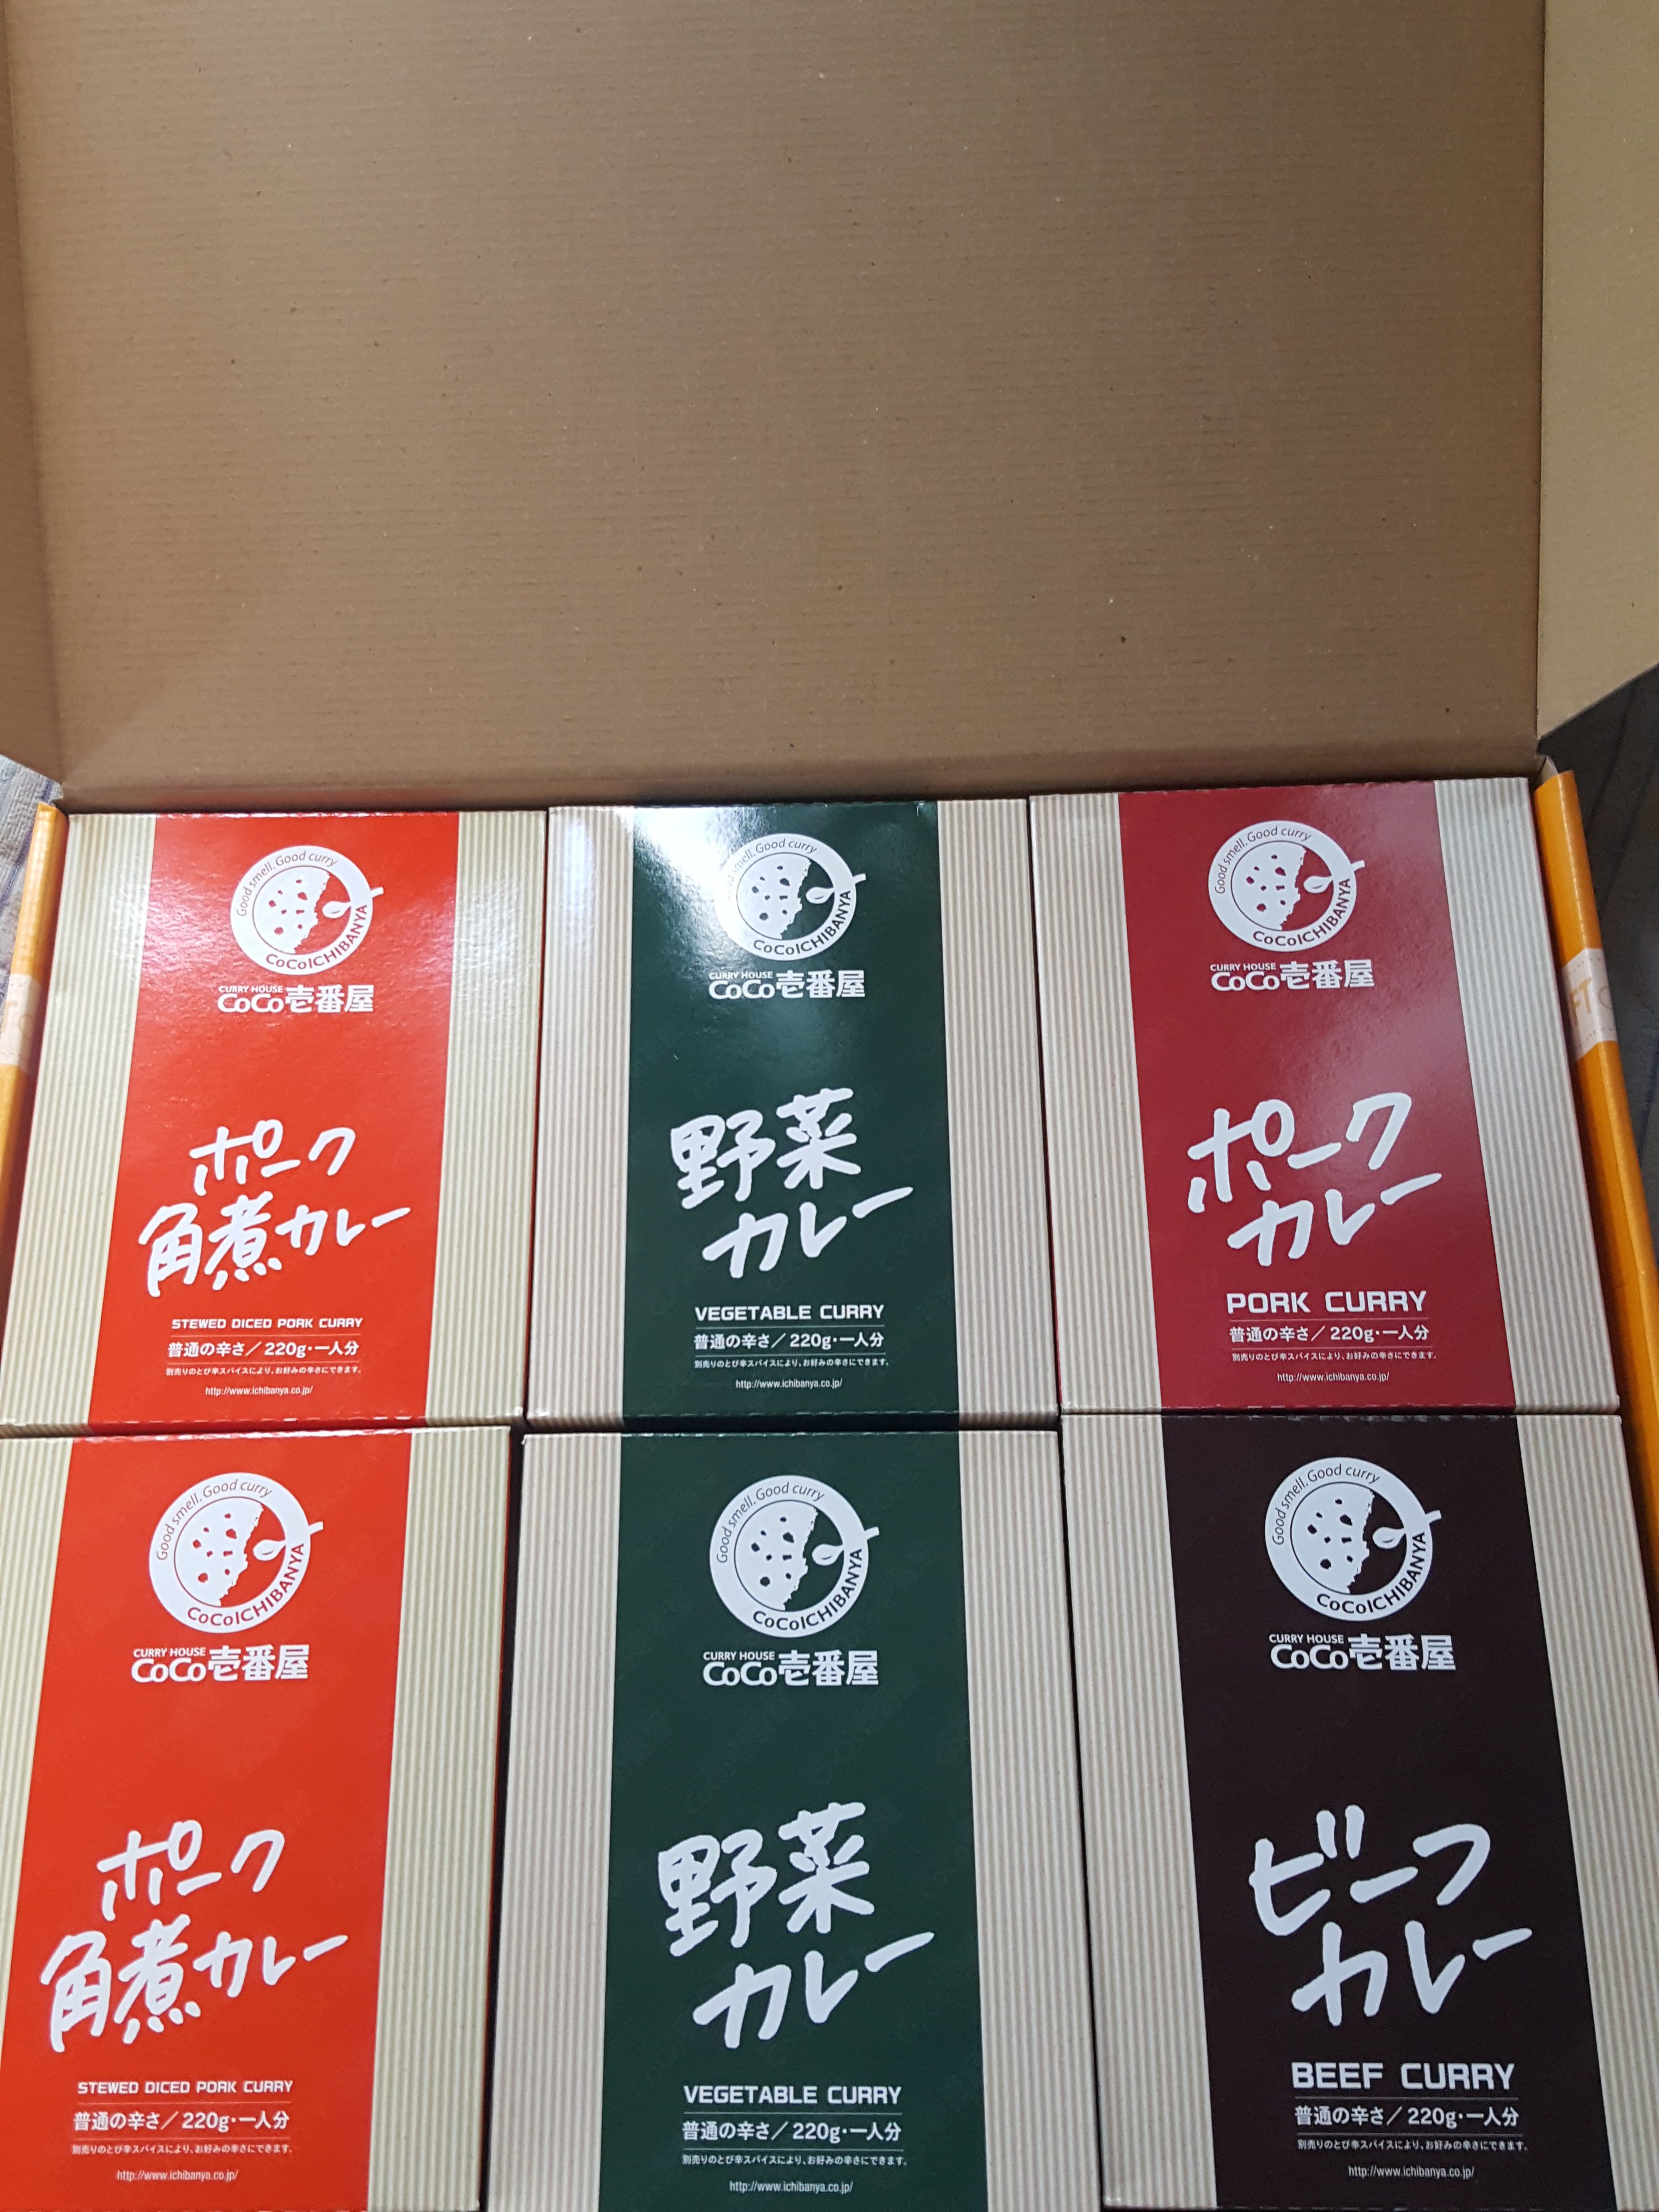 Good smell. Good curry
CoCoICHIBANYA
CURRY HOUSE
CoCo壱番屋
ポーク
角煮カレー
STEWED DICED PORK CURRY
普通の辛さ/220g・一人分
別売りのとび辛スパイスにより、お好みの辛さにできます。
http://www.ichibanya.co.jp/
smell. Good curry
CoCoICHIBANYA
CURRY HOUSE
CoCo壱番屋
野菜
カレー
VEGETABLE CURRY
普通の辛さ/220g・一人分
別売りのとび辛スパイスにより、お好みの辛さにできます。
http://www.ichibanya.co.jp/
Good smell. Good curry
CoCoICHIBANYA
CURRY HOUSE
CoCo壱番屋
ポーク
カレー
PORK CURRY
普通の辛さ/220g・一人分
別売りのとび辛スパイスにより、お好みの辛さにできます。
http://www.ichibanya.co.jp/
Good smell. Good curry
CoCoICHIBANYA
CURRY HOUSE
CoCo壱番屋
ポーク
角煮カレー
STEWED DICED PORK CURRY
普通の辛さ/220g・一人分
別売りのとび辛スパイスにより、お好みの辛さにできます。
http://www.ichibanya.co.jp/
Good smell. Good curry
CoCoICHIBANYA
CURRY HOUSE
CoCo壱番屋
野菜
カレー
VEGETABLE CURRY
普通の辛さ/220g・一人分
別売りのとび辛スパイスにより、お好みの辛さにできます。
http://www.ichibanya.co.jp/
Good smell. Good curry
CoCoICHIBANYA
CURRY HOUSE
CoCo壱番屋
ビーフ
カレー
BEEF CURRY
普通の辛さ/220g・一人分
別売りのとび辛スパイスにより、お好みの辛さにできます。
http://www.ichibanya.co.jp/